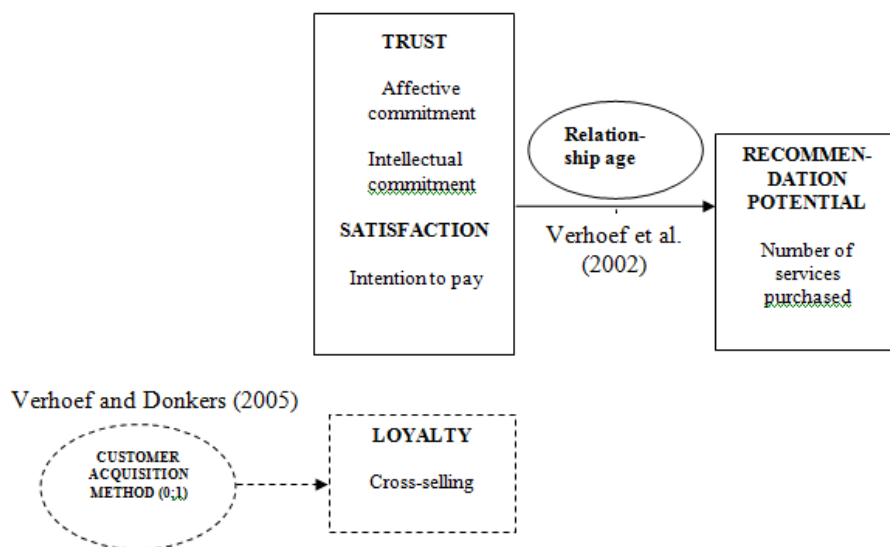 TRUST
Affective
commitment
Intellectual
commitment
SATISFACTION
Intention to pay
Relation-
ship age
Verhoef et al.
(2002)
RECOMMEN-
DATION
POTENTIAL
Number of
services
purchased
Verhoef and Donkers (2005)
CUSTOMER
ACQUISITION
METHOD (0;1)
LOYALTY
Cross-selling